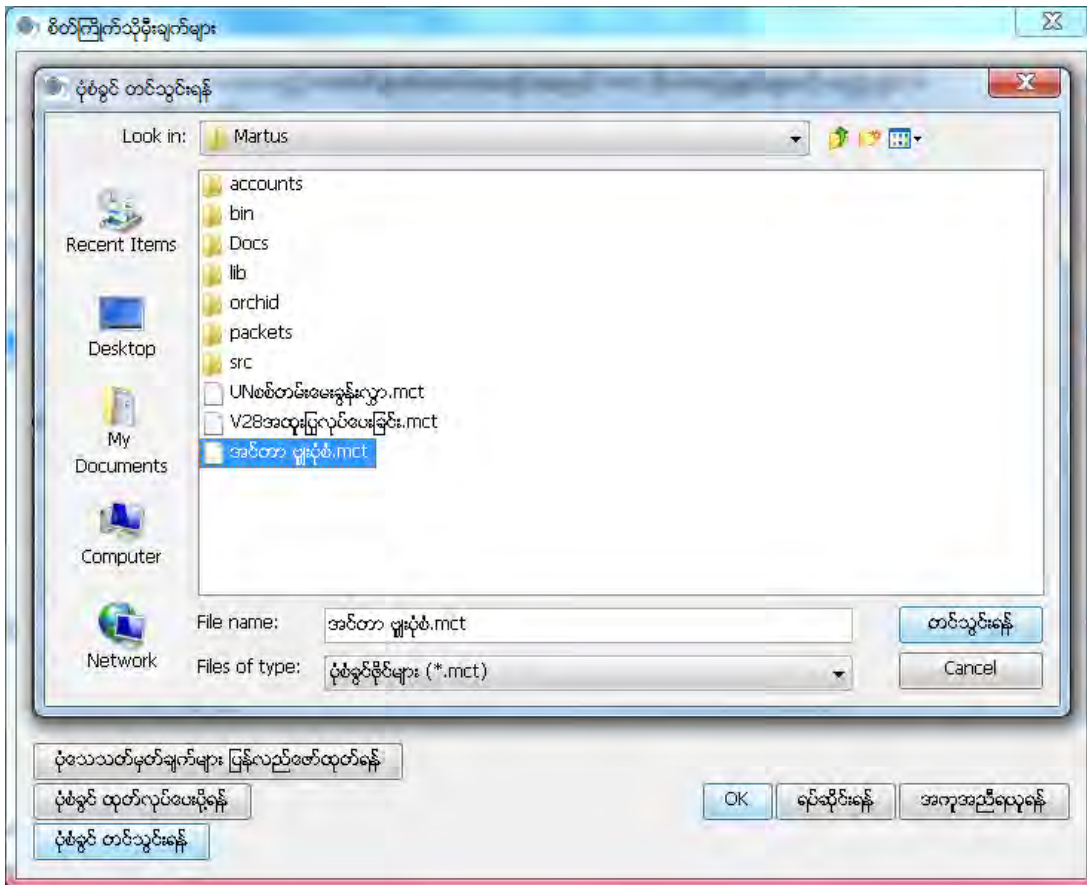 စိတ်ကြိုက်သိုမှီးချက်များ
ပုံစံခွင် တင်သွင်းရန်
Look in: Martus
accounts
bin
Docs
lib
orchid
packets
src
UNစစ်တမ်းမေးခွန်းလွှာ.mct
V28အထူးပြုလုပ်ပေးခြင်း.mct
အင်တာ ဗျူးပုံစံ.mct
Recent Items
Desktop
My Documents
Computer
Network
File name: အင်တာ ဗျူးပုံစံ.mct တင်သွင်းရန်
Files of type: ပုံစံခွင်ဖိုင်များ (*.mct) Cancel
ပုံသေသတ်မှတ်ချက်များ ပြန်လည်ဖော်ထုတ်ရန်
ပုံစံခွင် ထုတ်လုပ်ပေးပို့ရန် OK ရပ်ဆိုင်းရန် အကူအညီရယူရန်
ပုံစံခွင် တင်သွင်းရန်